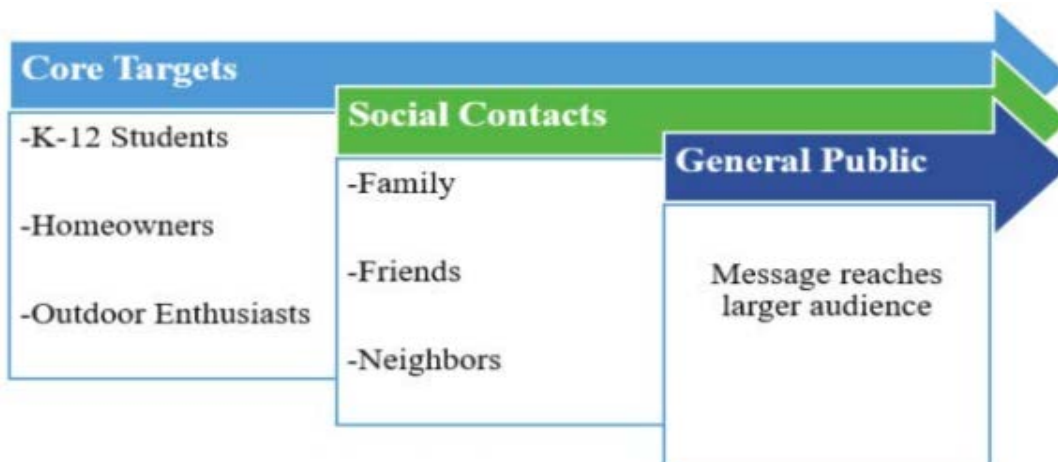 Core Targets
-K-12 Students
-Homeowners
-Outdoor Enthusiasts
Social Contacts
-Family
-Friends
-Neighbors
General Public
Message reaches
larger audience